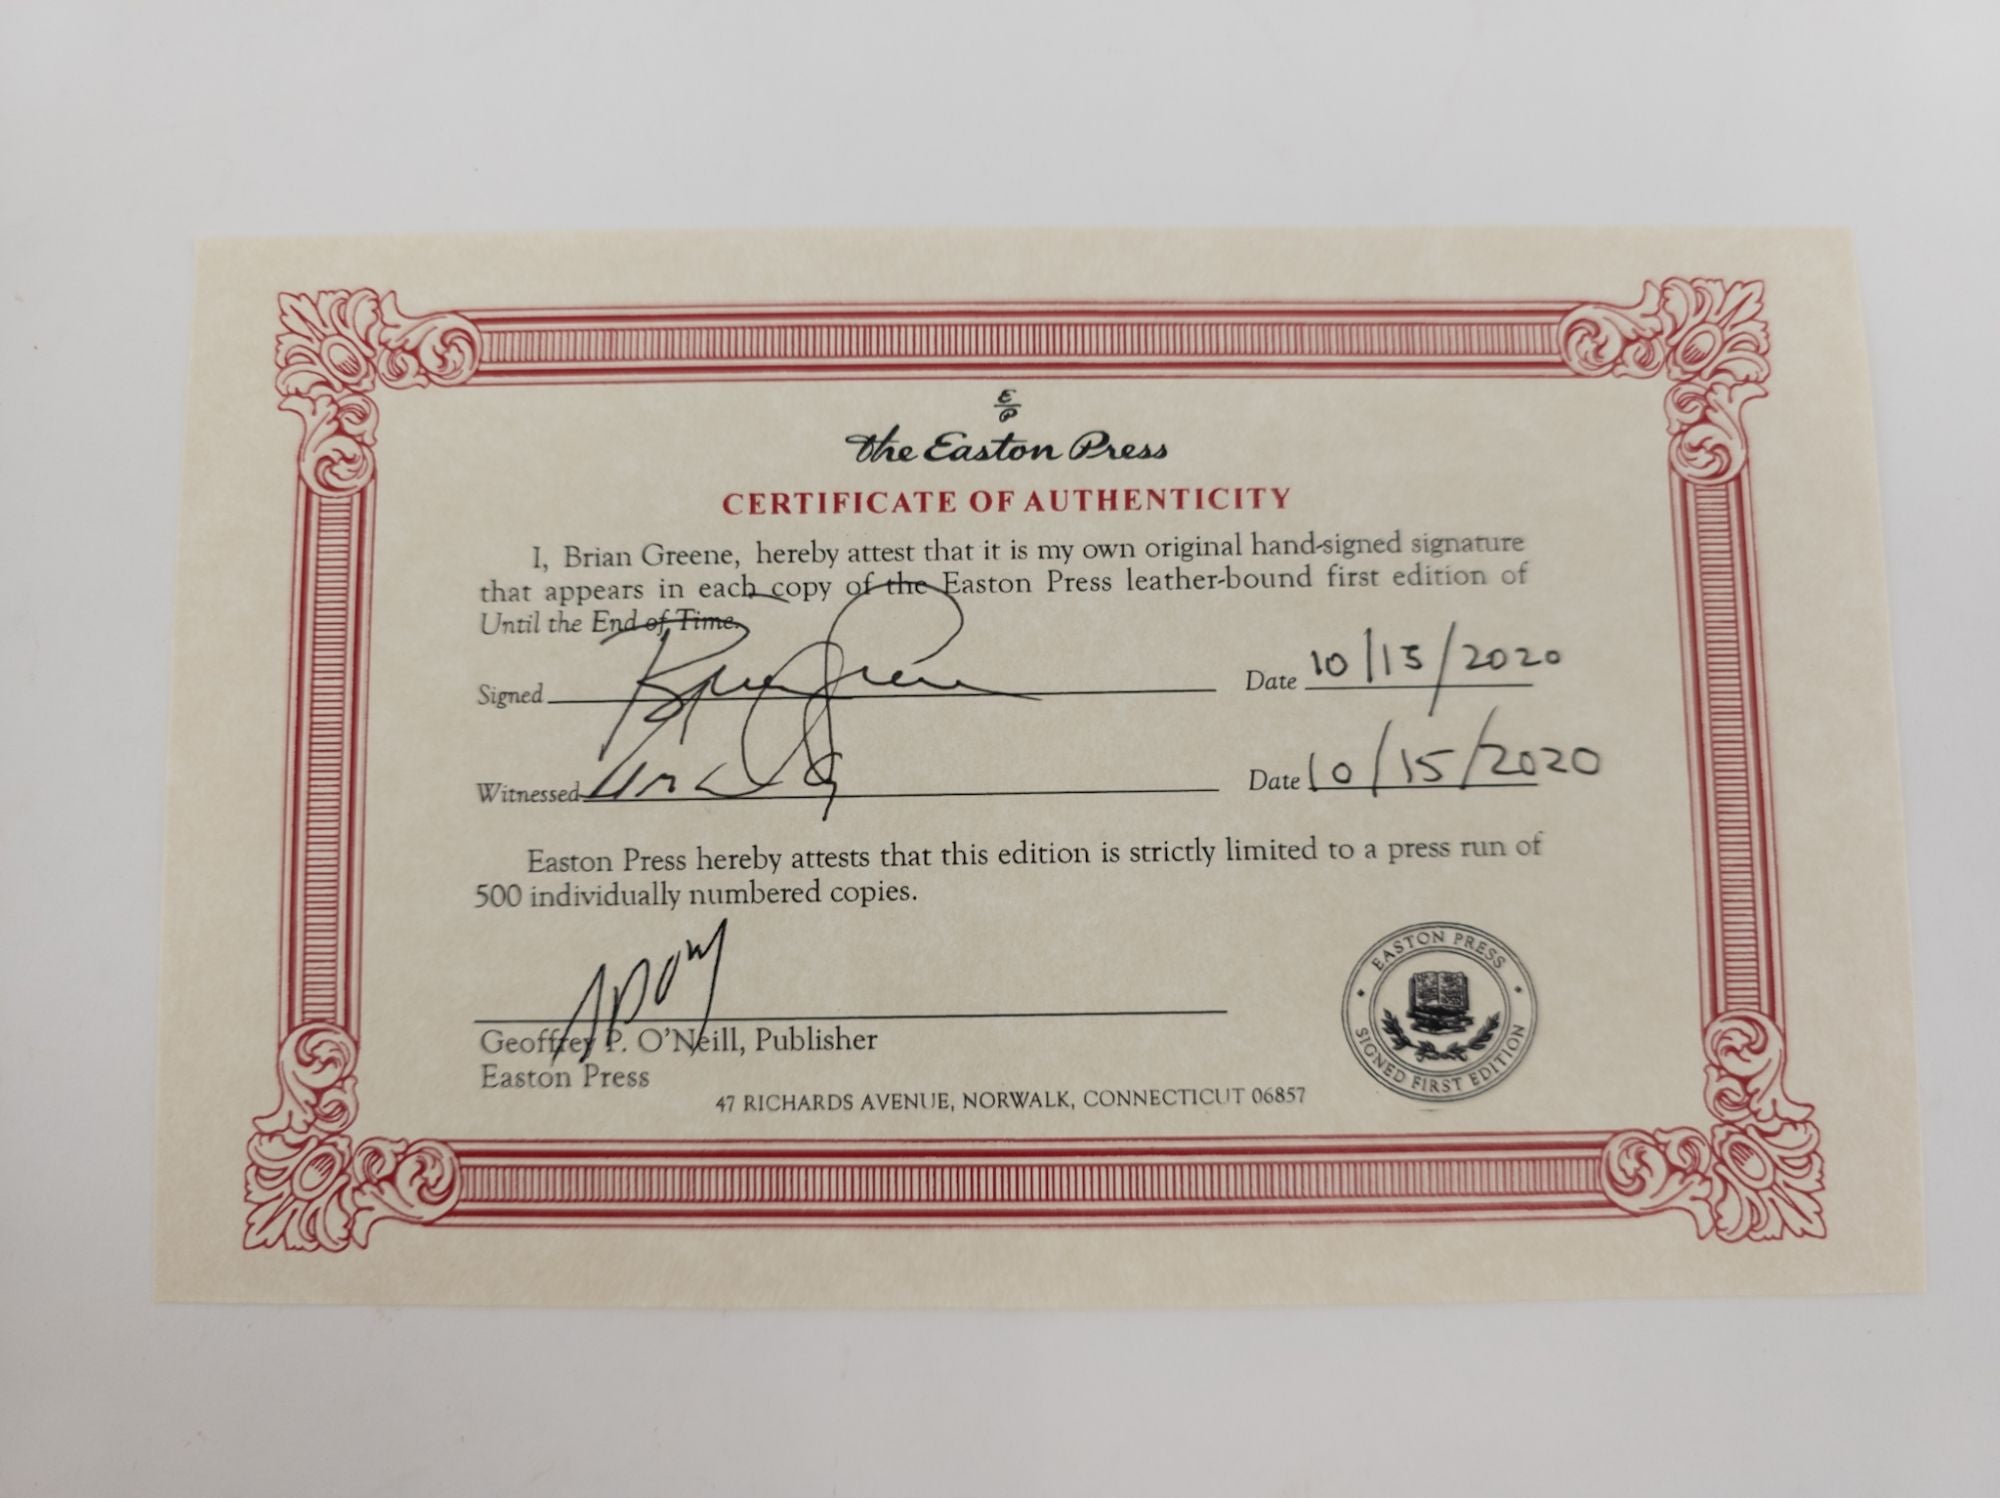 E
P
The Easton Press
CERTIFICATE OF AUTHENTICITY
I, Brian Greene, hereby attest that it is my own original hand-signed signature
that appears in each copy of the Easton Press leather-bound first edition of
Until the End of Time.
Signed Brian Greene Date 10/15/2020
Witnessed Date 10/15/2020
Easton Press hereby attests that this edition is strictly limited to a press run of
500 individually numbered copies.
Geoffrey P. O'Neill, Publisher
Easton Press
47 RICHARDS AVENUE, NORWALK, CONNECTICUT 06857
EASTON PRESS
SIGNED FIRST EDITION